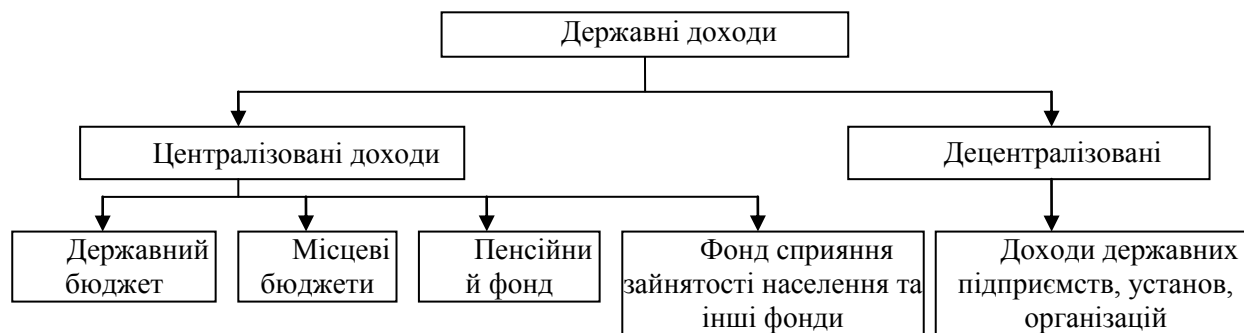 Державні доходи
Централізовані доходи
Децентралізовані
Державний
бюджет
Місцеві
бюджети
Пенсійни
й фонд
Фонд сприяння
зайнятості населення та
інші фонди
Доходи державних
підприємств, установ,
організацій